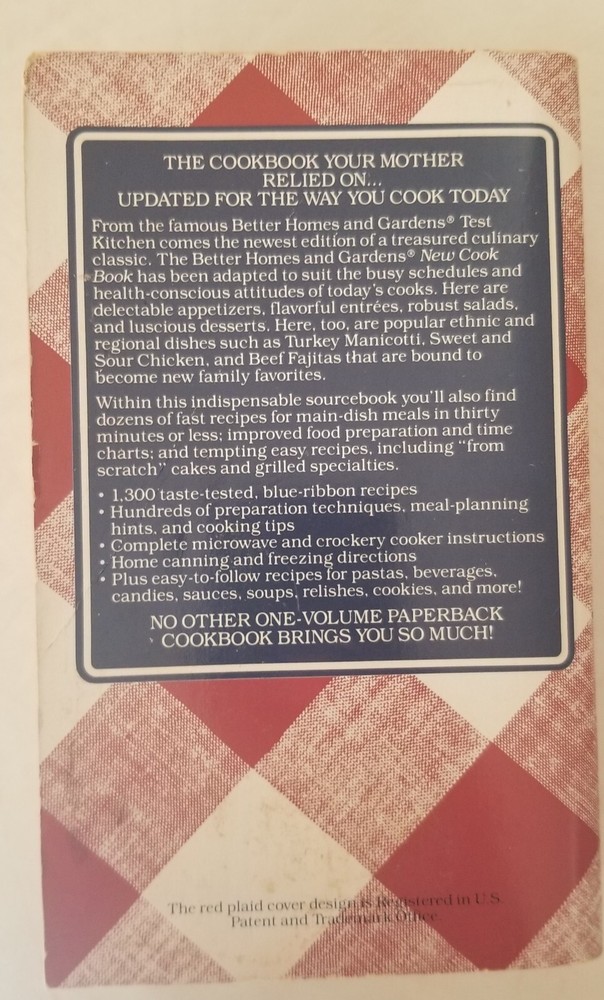 THE COOKBOOK YOUR MOTHER
RELIED ON...
UPDATED FOR THE WAY YOU COOK TODAY
From the famous Better Homes and Gardens® Test
Kitchen comes the newest edition of a treasured culinary
classic. The Better Homes and Gardens® New Cook
Book has been adapted to suit the busy schedules and
health-conscious attitudes of today's cooks. Here are
delectable appetizers, flavorful entrées, robust salads,
and luscious desserts. Here, too, are popular ethnic and
regional dishes such as Turkey Manicotti, Sweet and
Sour Chicken, and Beef Fajitas that are bound to
become new family favorites.
Within this indispensable sourcebook you'll also find
dozens of fast recipes for main-dish meals in thirty
minutes or less; improved food preparation and time
charts; and tempting easy recipes, including "from
scratch" cakes and grilled specialties.
• 1,300 taste-tested, blue-ribbon recipes
• Hundreds of preparation techniques, meal-planning
hints, and cooking tips
• Complete microwave and crockery cooker instructions
• Home canning and freezing directions
• Plus easy-to-follow recipes for pastas, beverages,
candies, sauces, soups, relishes, cookies, and more!
NO OTHER ONE-VOLUME PAPERBACK
COOKBOOK BRINGS YOU SO MUCH!
The red plaid cover design is Registered in U.S.
Patent and Trademark Office.